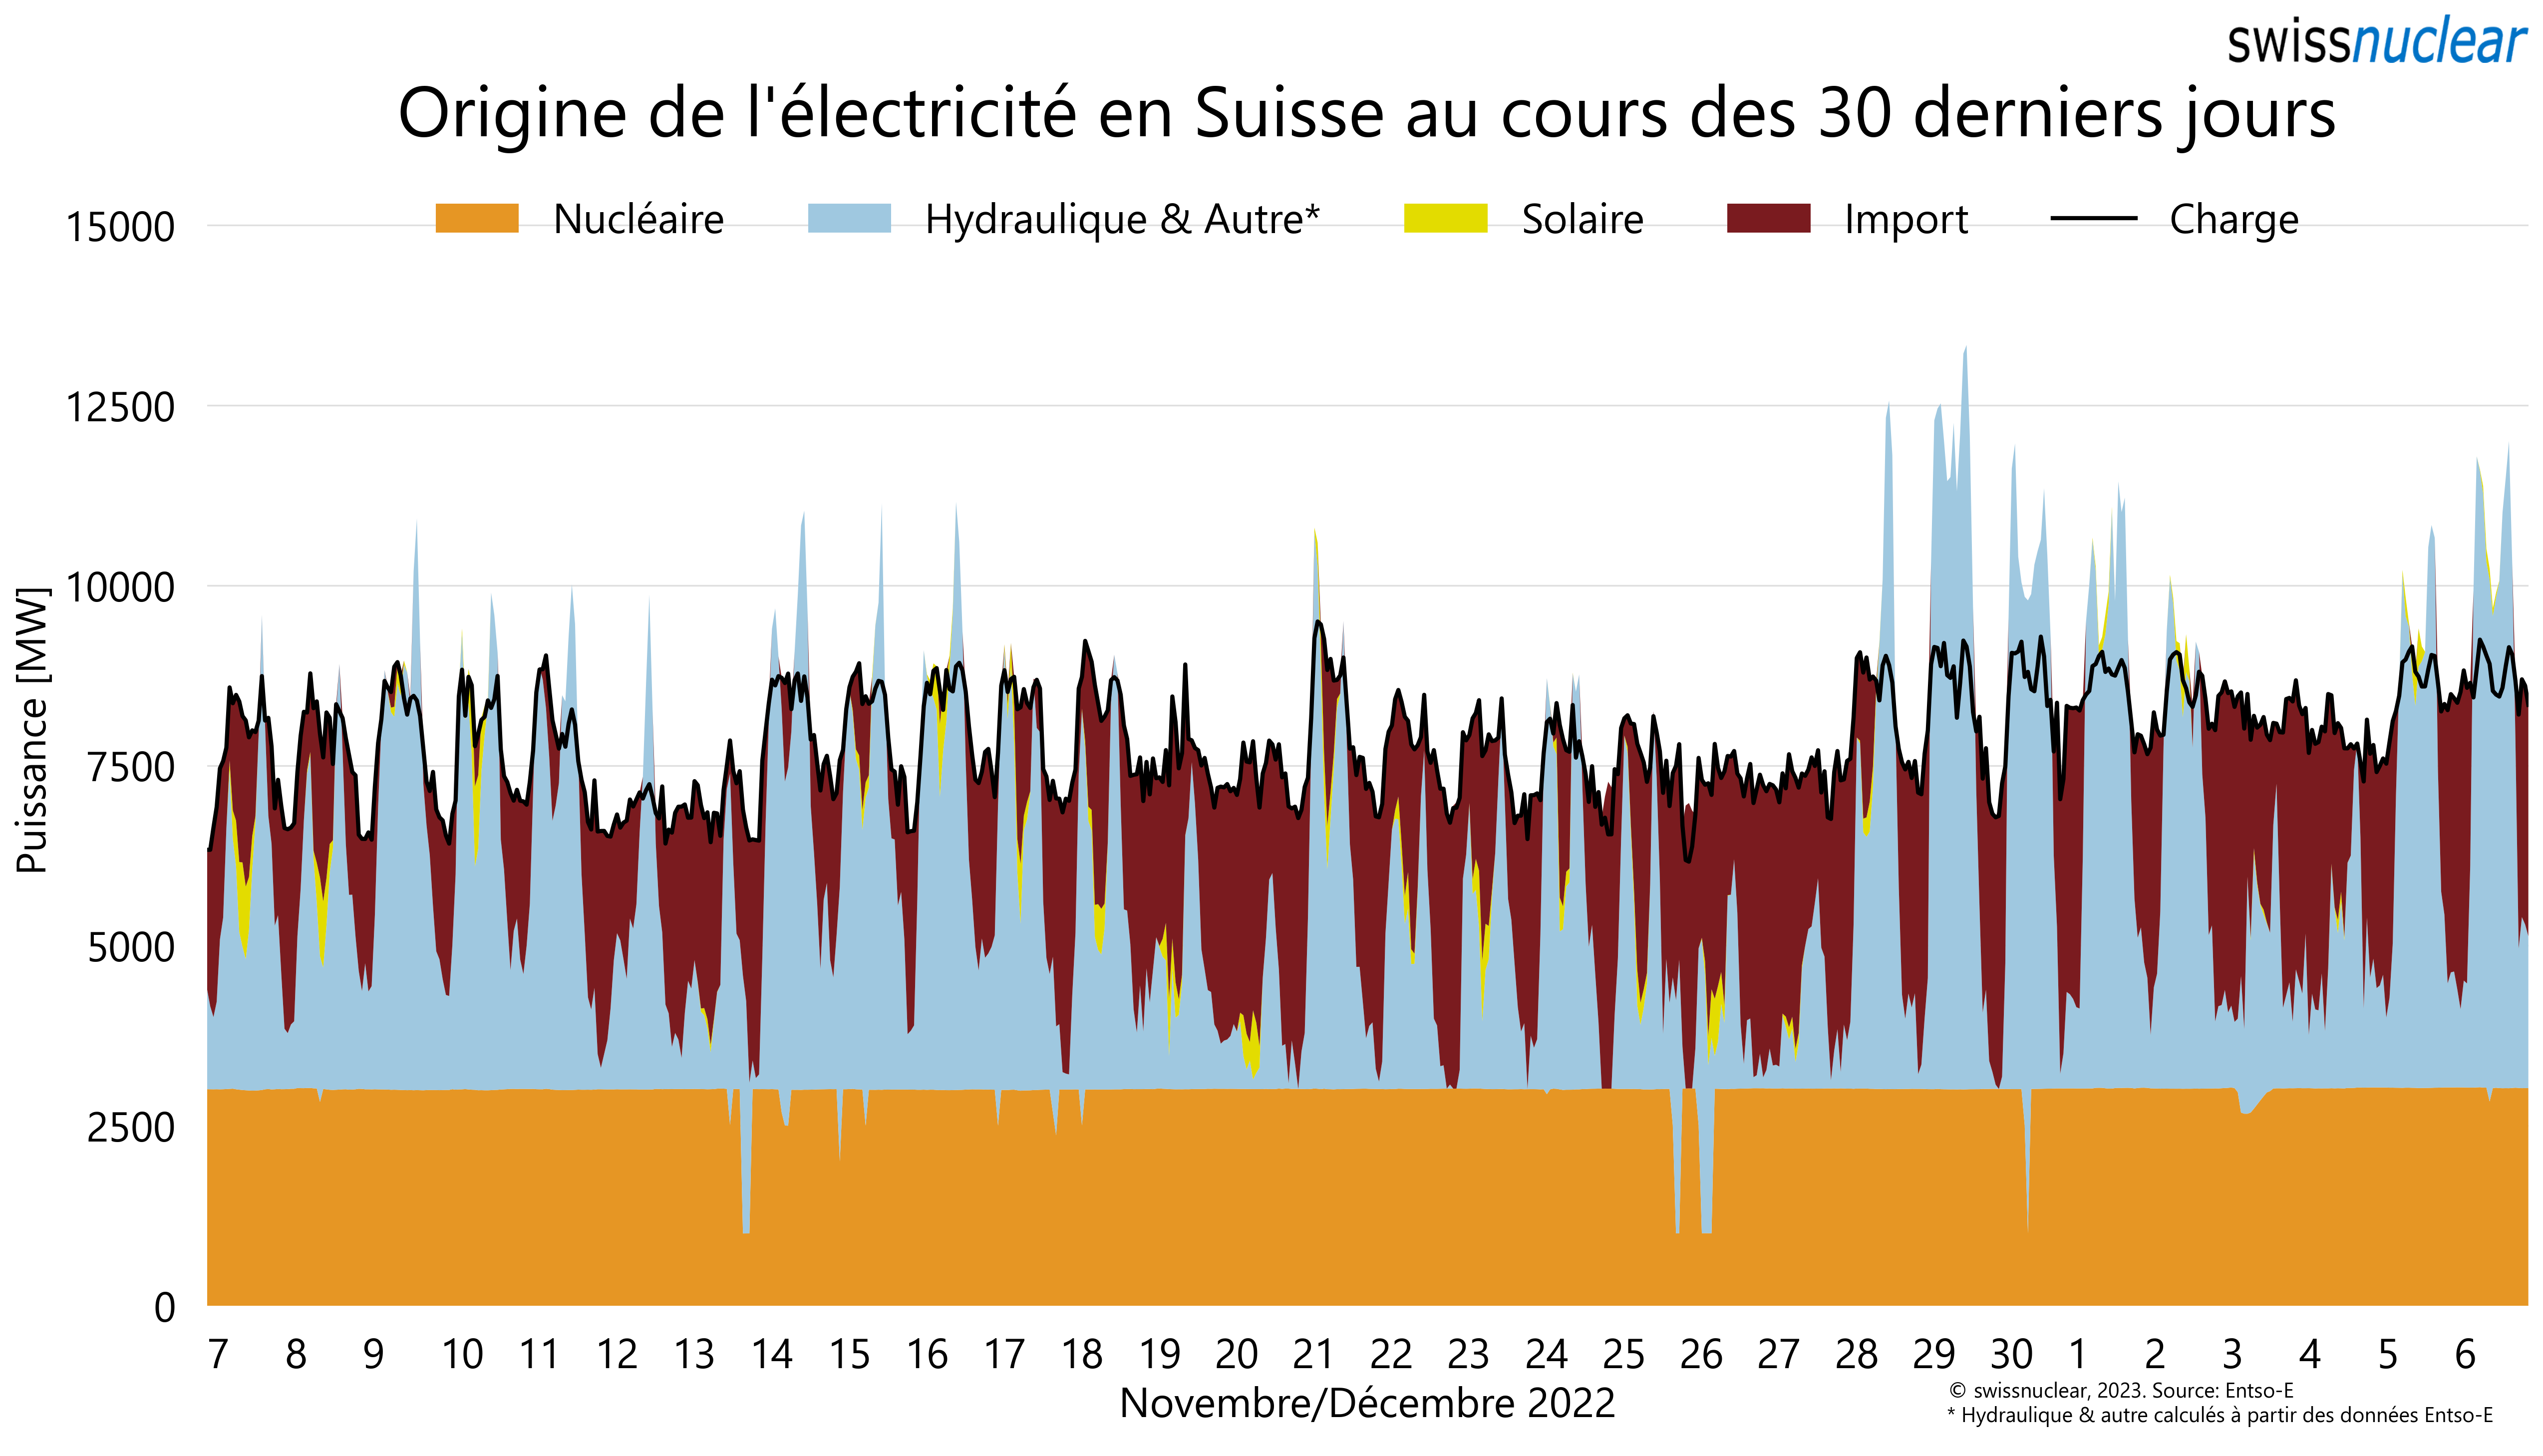 swissnuclear
Origine de l'électricité en Suisse au cours des 30 derniers jours
Nucléaire Hydraulique & Autre* Solaire Import Charge
15000
12500
10000
7500
5000
2500
0
Puissance [MW]
7 8 9 10 11 12 13 14 15 16 17 18 19 20 21 22 23 24 25 26 27 28 29 30 1 2 3 4 5 6
Novembre/Décembre 2022
© swissnuclear, 2023. Source: Entso-E
* Hydraulique & autre calculés à partir des données Entso-E